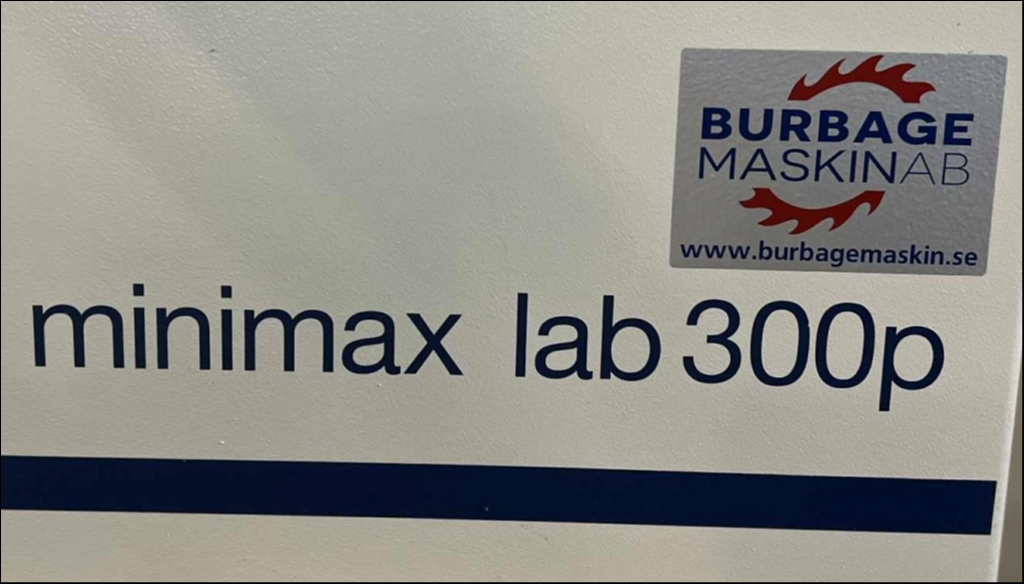 BURBAGE
MASKINAB
www.burbagemaskin.se
minimax lab 300p